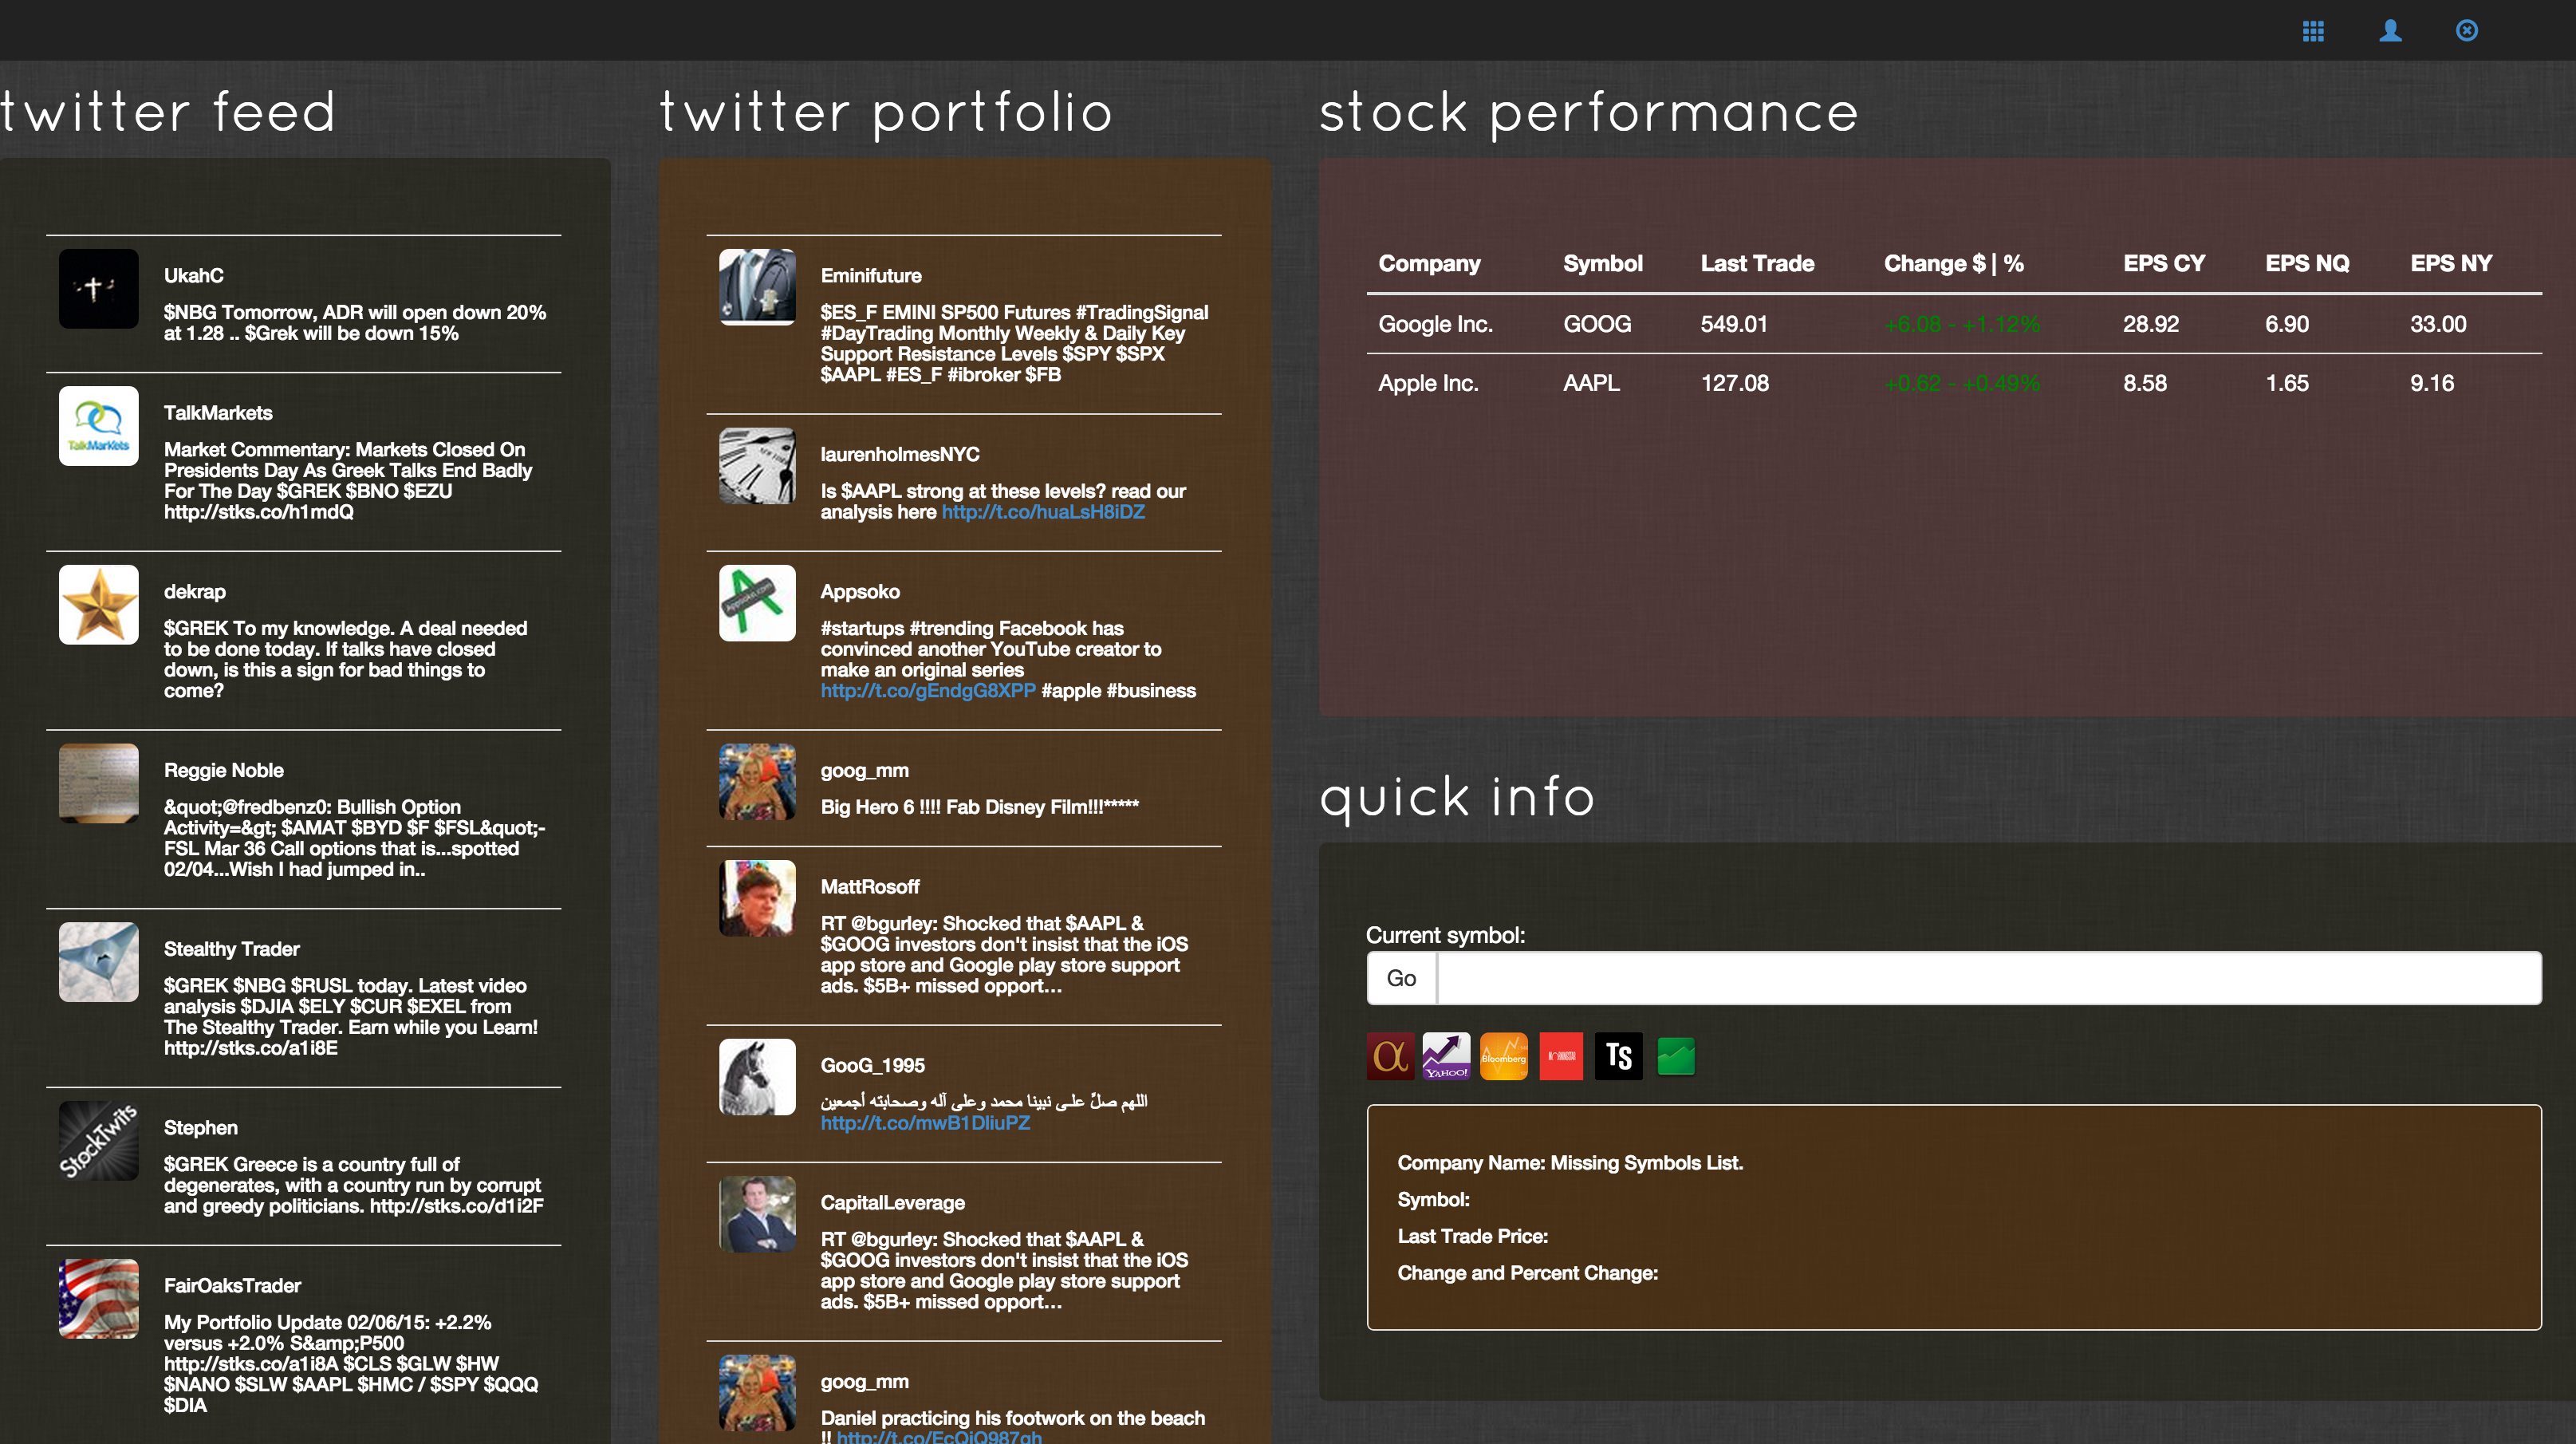 twitter feed
UkahC
$NBG Tomorrow, ADR will open down 20%
at 1.28 .. $Grek will be down 15%
TalkMarkets
TalkMarkets
Market Commentary: Markets Closed On
Presidents Day As Greek Talks End Badly
For The Day $GREK $BNO $EZU
http://stks.co/h1mdQ
dekrap
$GREK To my knowledge. A deal needed
to be done today. If talks have closed
down, is this a sign for bad things to
come?
Reggie Noble
&quot;@fredbenz0: Bullish Option
Activity=&gt; $AMAT $BYD $F $FSL&quot;-
FSL Mar 36 Call options that is...spotted
02/04...Wish I had jumped in..
Stealthy Trader
$GREK $NBG $RUSL today. Latest video
analysis $DJIA $ELY $CUR $EXEL from
The Stealthy Trader. Earn while you Learn!
http://stks.co/a1i8E
StockTwits
Stephen
$GREK Greece is a country full of
degenerates, with a country run by corrupt
and greedy politicians. http://stks.co/d1i2F
FairOaksTrader
My Portfolio Update 02/06/15: +2.2%
versus +2.0% S&amp;P500
http://stks.co/a1i8A $CLS $GLW $HW
$NANO $SLW $AAPL $HMC / $SPY $QQQ
$DIA
twitter portfolio
Eminifuture
$ES_F EMINI SP500 Futures #TradingSignal
#DayTrading Monthly Weekly & Daily Key
Support Resistance Levels $SPY $SPX
$AAPL #ES_F #ibroker $FB
laurenholmesNYC
Is $AAPL strong at these levels? read our
analysis here http://t.co/huaLsH8iDZ
Appsoko.com
Appsoko
#startups #trending Facebook has
convinced another YouTube creator to
make an original series
http://t.co/gEndgG8XPP #apple #business
goog_mm
Big Hero 6 !!!! Fab Disney Film!!!*****
MattRosoff
RT @bgurley: Shocked that $AAPL &
$GOOG investors don't insist that the iOS
app store and Google play store support
ads. $5B+ missed opport…
GooG_1995
اللهم صلِّ على نبينا محمد وعلى آله وصحابته أجمعين
http://t.co/mwB1DliuPZ
CapitalLeverage
RT @bgurley: Shocked that $AAPL &
$GOOG investors don't insist that the iOS
app store and Google play store support
ads. $5B+ missed opport…
goog_mm
Daniel practicing his footwork on the beach
!! http://t.co/EcQiQ987gh
stock performance
Company Symbol Last Trade Change $ | % EPS CY EPS NQ EPS NY
Google Inc. GOOG 549.01 +6.08 - +1.12% 28.92 6.90 33.00
Apple Inc. AAPL 127.08 +0.62 - +0.49% 8.58 1.65 9.16
quick info
Current symbol:
Go
α YAHOO! Bloomberg TS
Company Name: Missing Symbols List.
Symbol:
Last Trade Price:
Change and Percent Change: